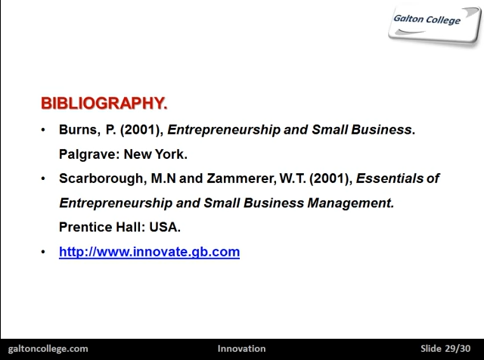 Galton College
BIBLIOGRAPHY.
• Burns, P. (2001), Entrepreneurship and Small Business.
Palgrave: New York.
• Scarborough, M.N and Zammerer, W.T. (2001), Essentials of
Entrepreneurship and Small Business Management.
Prentice Hall: USA.
• http://www.innovate.gb.com
galtoncollege.com Innovation Slide 29/30